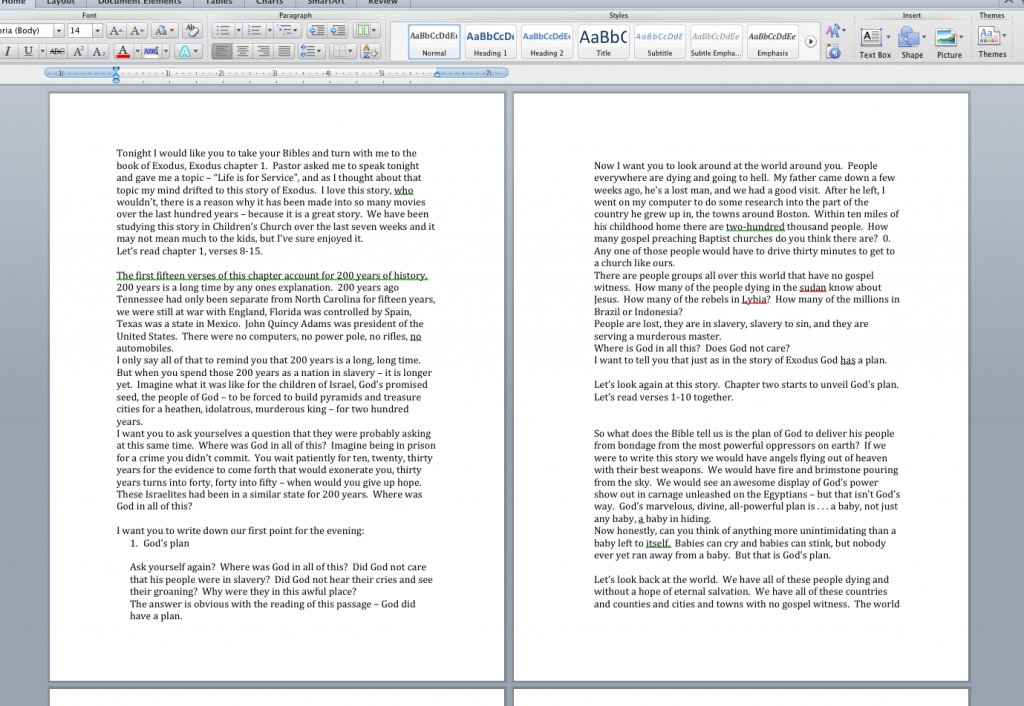 Home Layout Document Elements Tables Charts SmartArt Review
Font Paragraph Styles Insert Themes
ria (Body) 14 A A Aa
AaBbCcDdEe AaBbCcDc AaBbCcDdEe AaBbC AaBbCcDdE AaBbCcDdEe AaBbCcDdEe
I U ABC A² A₂ A ABC A
Normal Heading 1 Heading 2 Title Subtitle Subtle Empha... Emphasis Text Box Shape Picture Themes
Tonight I would like you to take your Bibles and turn with me to the
book of Exodus, Exodus chapter 1. Pastor asked me to speak tonight
and gave me a topic – "Life is for Service", and as I thought about that
topic my mind drifted to this story of Exodus. I love this story, who
wouldn't, there is a reason why it has been made into so many movies
over the last hundred years – because it is a great story. We have been
studying this story in Children's Church over the last seven weeks and it
may not mean much to the kids, but I've sure enjoyed it.
Let's read chapter 1, verses 8-15.
The first fifteen verses of this chapter account for 200 years of history.
200 years is a long time by any ones explanation. 200 years ago
Tennessee had only been separate from North Carolina for fifteen years,
we were still at war with England, Florida was controlled by Spain,
Texas was a state in Mexico. John Quincy Adams was president of the
United States. There were no computers, no power pole, no rifles, no
automobiles.
I only say all of that to remind you that 200 years is a long, long time.
But when you spend those 200 years as a nation in slavery – it is longer
yet. Imagine what it was like for the children of Israel, God's promised
seed, the people of God – to be forced to build pyramids and treasure
cities for a heathen, idolatrous, murderous king – for two hundred
years.
I want you to ask yourselves a question that they were probably asking
at this same time. Where was God in all of this? Imagine being in prison
for a crime you didn't commit. You wait patiently for ten, twenty, thirty
years for the evidence to come forth that would exonerate you, thirty
years turns into forty, forty into fifty – when would you give up hope.
These Israelites had been in a similar state for 200 years. Where was
God in all of this?
I want you to write down our first point for the evening:
1. God's plan
Ask yourself again? Where was God in all of this? Did God not care
that his people were in slavery? Did God not hear their cries and see
their groaning? Why were they in this awful place?
The answer is obvious with the reading of this passage – God did
have a plan.
Now I want you to look around at the world around you. People
everywhere are dying and going to hell. My father came down a few
weeks ago, he's a lost man, and we had a good visit. After he left, I
went on my computer to do some research into the part of the
country he grew up in, the towns around Boston. Within ten miles of
his childhood home there are two-hundred thousand people. How
many gospel preaching Baptist churches do you think there are? 0.
Any one of those people would have to drive thirty minutes to get to
a church like ours.
There are people groups all over this world that have no gospel
witness. How many of the people dying in the sudan know about
Jesus. How many of the rebels in Lybia? How many of the millions in
Brazil or Indonesia?
People are lost, they are in slavery, slavery to sin, and they are
serving a murderous master.
Where is God in all this? Does God not care?
I want to tell you that just as in the story of Exodus God has a plan.
Let's look again at this story. Chapter two starts to unveil God's plan.
Let's read verses 1-10 together.
So what does the Bible tell us is the plan of God to deliver his people
from bondage from the most powerful oppressors on earth? If we
were to write this story we would have angels flying out of heaven
with their best weapons. We would have fire and brimstone pouring
from the sky. We would see an awesome display of God's power
show out in carnage unleashed on the Egyptians – but that isn't God's
way. God's marvelous, divine, all-powerful plan is . . . a baby, not just
any baby, a baby in hiding.
Now honestly, can you think of anything more unintimidating than a
baby left to itself. Babies can cry and babies can stink, but nobody
ever yet ran away from a baby. But that is God's plan.
Let's look back at the world. We have all of these people dying and
without a hope of eternal salvation. We have all of these countries
and counties and cities and towns with no gospel witness. The world